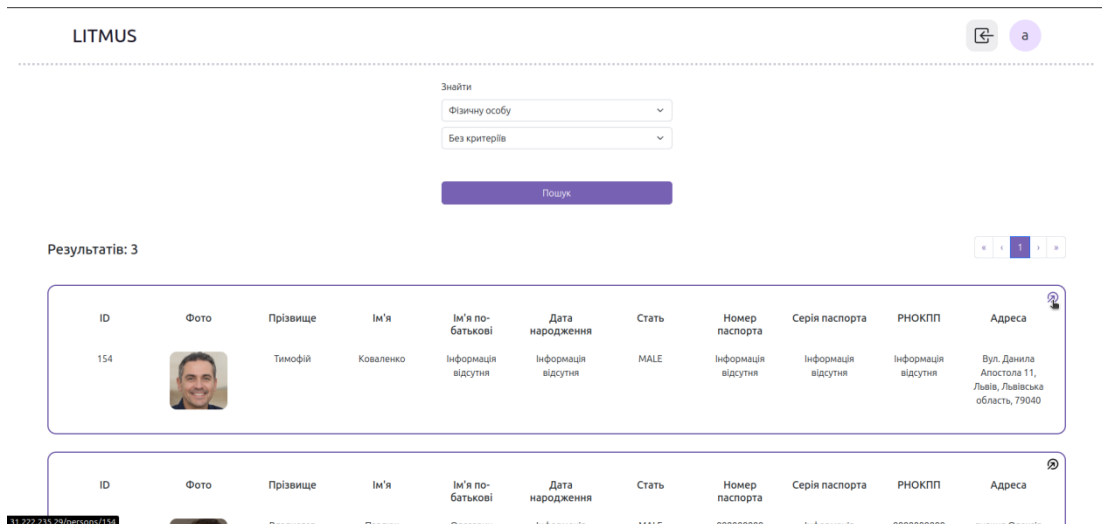 LITMUS
a
Знайти
Фізичну особу
Без критеріїв
Пошук
Результатів: 3
« ‹ 1 › »
ID Фото Прізвище Ім'я Ім'я по-батькові Дата народження Стать Номер паспорта Серія паспорта РНОКПП Адреса
154 Тимофій Коваленко Інформація відсутня Інформація відсутня MALE Інформація відсутня Інформація відсутня Інформація відсутня Вул. Данила Апостола 11, Львів, Львівська область, 79040
ID Фото Прізвище Ім'я Ім'я по-батькові Дата народження Стать Номер паспорта Серія паспорта РНОКПП Адреса
31.222.235.29/persons/154